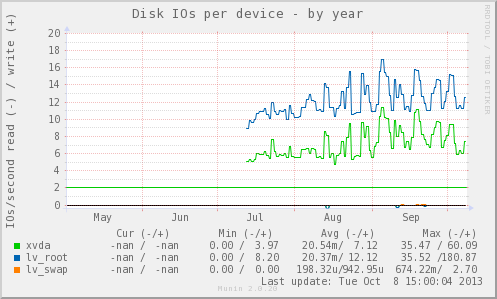 Disk IOs per device - by year
RRDTOOL / TOBI OETIKER
IOs/second read (-) / write (+)
20
18
16
14
12
10
8
6
4
2
0
May Jun Jul Aug Sep
Cur (-/+) Min (-/+) Avg (-/+) Max (-/+)
xvda -nan / -nan 0.00 / 3.97 20.54m/ 7.12 35.47 / 60.09
lv_root -nan / -nan 0.00 / 8.20 20.37m/ 12.12 35.52 /180.87
lv_swap -nan / -nan 0.00 / 0.00 198.32u/942.95u 674.22m/ 2.70
Last update: Tue Oct 8 15:00:04 2013
Munin 2.0.20